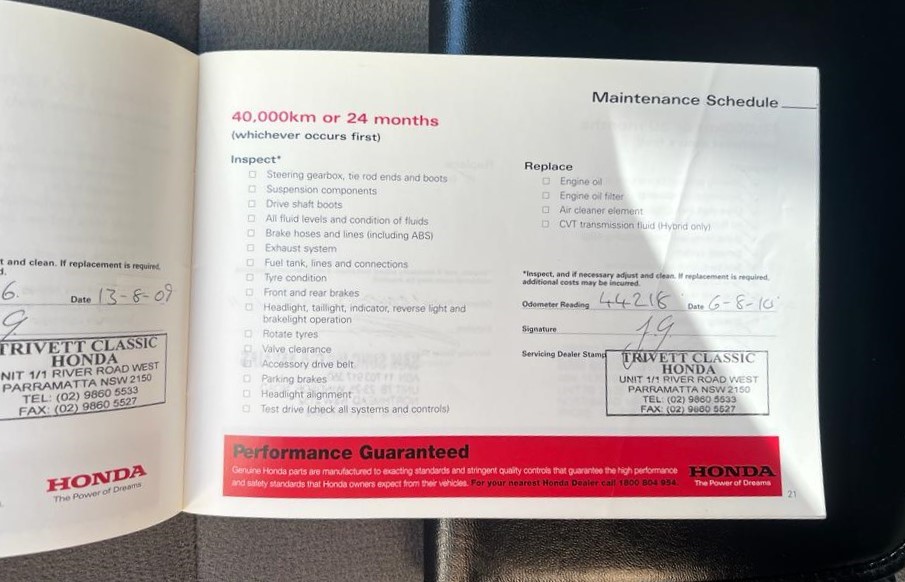 t and clean. If replacement is required,
d.
6.
Date 13-8-09
TRIVETT CLASSIC
HONDA
UNIT 1/1 RIVER ROAD WEST
PARRAMATTA NSW 2150
TEL: (02) 9860 5533
FAX: (02) 9860 5527
HONDA
The Power of Dreams
Maintenance Schedule
40,000km or 24 months
(whichever occurs first)
Inspect*
Steering gearbox, tie rod ends and boots
Suspension components
Drive shaft boots
All fluid levels and condition of fluids
Brake hoses and lines (including ABS)
Exhaust system
Fuel tank, lines and connections
Tyre condition
Front and rear brakes
Headlight, taillight, indicator, reverse light and
brakelight operation
Rotate tyres
Valve clearance
Accessory drive belt
Parking brakes
Headlight alignment
Test drive (check all systems and controls)
Replace
Engine oil
Engine oil filter
Air cleaner element
CVT transmission fluid (Hybrid only)
*Inspect, and if necessary adjust and clean. If replacement is required,
additional costs may be incurred.
Odometer Reading 44218 Date 6-8-10
Signature
Servicing Dealer Stamp
TRIVETT CLASSIC
HONDA
UNIT 1/1 RIVER ROAD WEST
PARRAMATTA NSW 2150
TEL: (02) 9860 5533
FAX: (02) 9860 5527
Performance Guaranteed
Genuine Honda parts are manufactured to exacting standards and stringent quality controls that guarantee the high performance
and safety standards that Honda owners expect from their vehicles. For your nearest Honda Dealer call 1800 804 954.
HONDA
The Power of Dreams
21